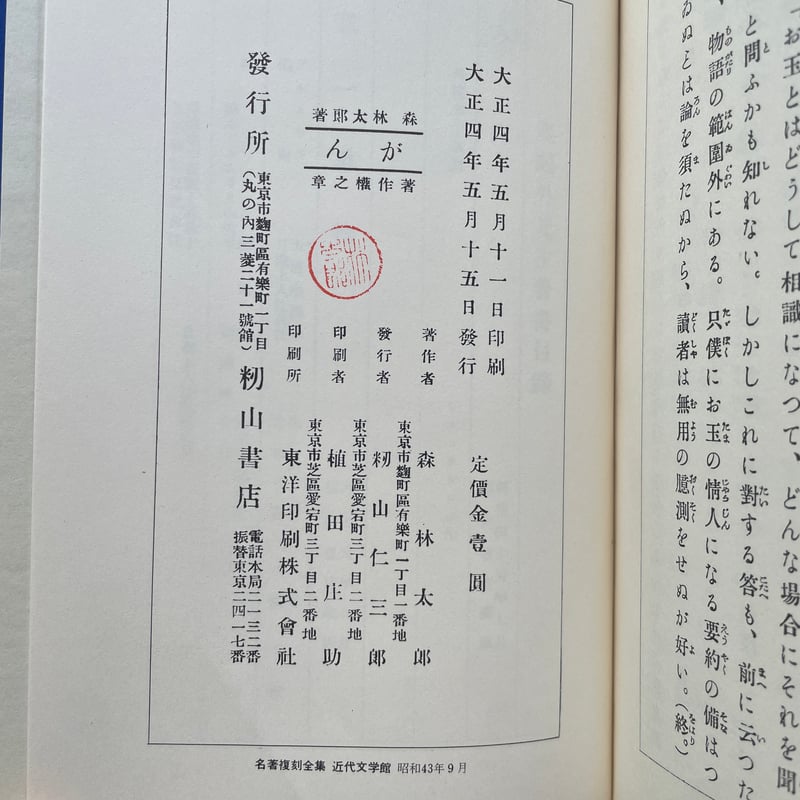 「お玉とはどうして相識になつて、どんな場合にそれを聞
と問ふかも知れない。しかしこれに對する答も、前に云つた
、物語の範圍外にある。只僕にお玉の情人になる要約の備はつ
ゐぬとは論を須たぬから、讀者は無用の臆測をせぬが好い。(終。)
大正四年五月十一日印刷
大正四年五月十五日發行
定價金壹圓
森林太郎著
がん
著作權之章
著作者
森林太郎
發行者
東京市麴町區有樂町一丁目一番地
籾山仁三郎
印刷者
東京市芝區愛宕町三丁目二番地
植田庄助
印刷所
東京市芝區愛宕町三丁目二番地
東洋印刷株式會社
發行所
東京市麴町區有樂町一丁目
(丸の內三菱二十一號館)
籾山書店
電話本局二一三二番
振替東京二四一七番
名著復刻全集 近代文学館 昭和43年9月